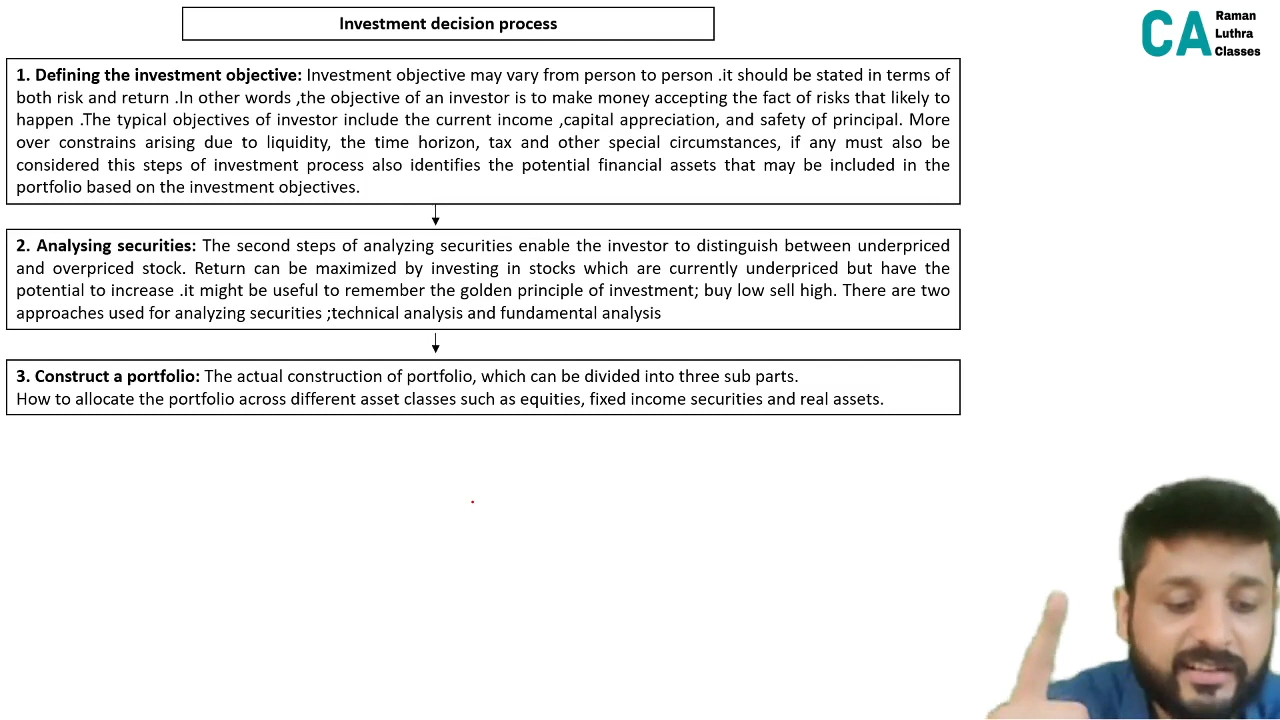 Investment decision process
CA Raman
Luthra
Classes
1. Defining the investment objective: Investment objective may vary from person to person .it should be stated in terms of
both risk and return .In other words ,the objective of an investor is to make money accepting the fact of risks that likely to
happen .The typical objectives of investor include the current income ,capital appreciation, and safety of principal. More
over constrains arising due to liquidity, the time horizon, tax and other special circumstances, if any must also be
considered this steps of investment process also identifies the potential financial assets that may be included in the
portfolio based on the investment objectives.
2. Analysing securities: The second steps of analyzing securities enable the investor to distinguish between underpriced
and overpriced stock. Return can be maximized by investing in stocks which are currently underpriced but have the
potential to increase .it might be useful to remember the golden principle of investment; buy low sell high. There are two
approaches used for analyzing securities ;technical analysis and fundamental analysis
3. Construct a portfolio: The actual construction of portfolio, which can be divided into three sub parts.
How to allocate the portfolio across different asset classes such as equities, fixed income securities and real assets.